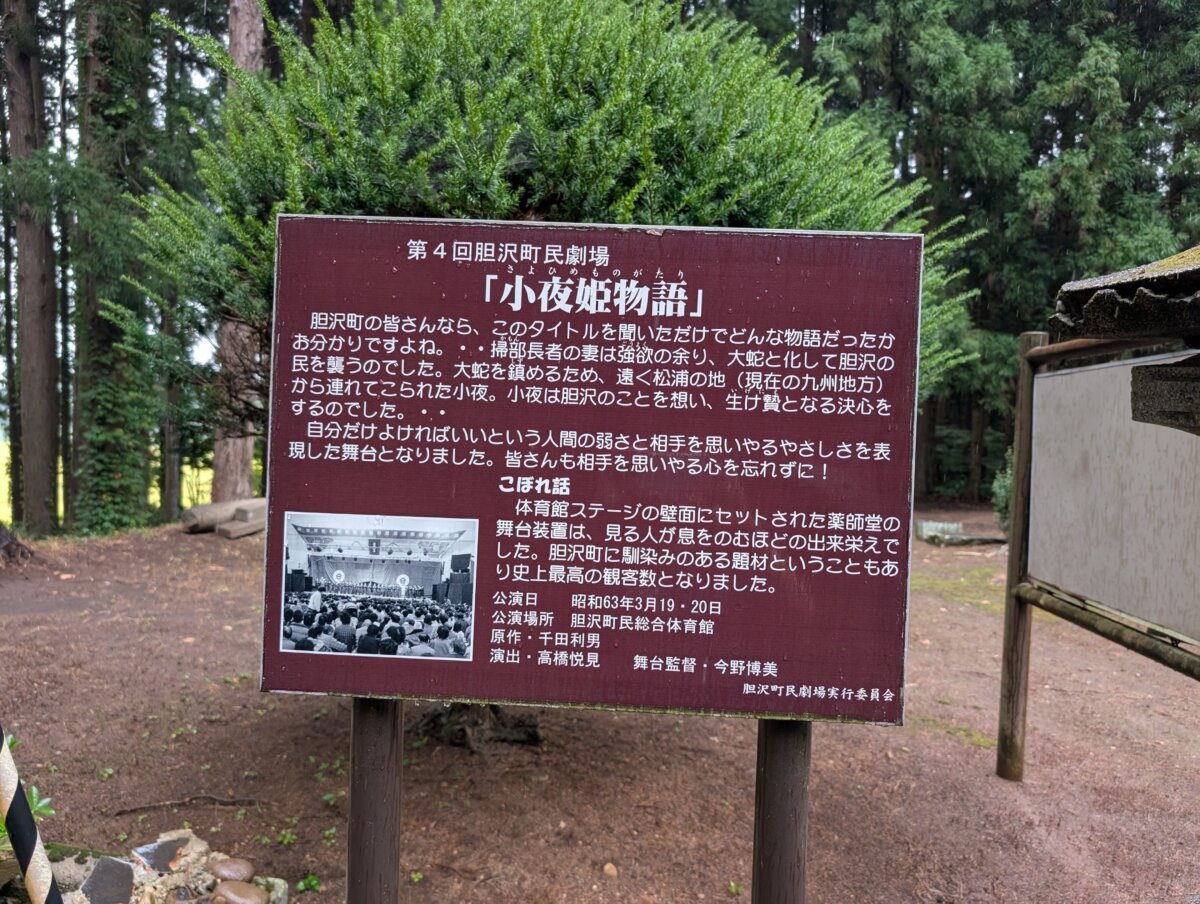 第4回胆沢町民劇場
さよひめものがたり
「小夜姫物語」
胆沢町の皆さんなら、このタイトルを聞いただけでどんな物語だったか
お分かりですよね。・・掃部長者の妻は強欲の余り、大蛇と化して胆沢の
民を襲うのでした。大蛇を鎮めるため、遠く松浦の地（現在の九州地方）
から連れてこられた小夜。小夜は胆沢のことを想い、生け贄となる決心を
するのでした。・・
自分だけよければいいという人間の弱さと相手を思いやるやさしさを表
現した舞台となりました。皆さんも相手を思いやる心を忘れずに！
こぼれ話
体育館ステージの壁面にセットされた薬師堂の
舞台装置は、見る人が息をのむほどの出来栄えで
した。胆沢町に馴染みのある題材ということもあ
り史上最高の観客数となりました。
公演日　昭和63年3月19・20日
公演場所　胆沢町民総合体育館
原作・千田利男
演出・高橋悦見　舞台監督・今野博美
胆沢町民劇場実行委員会